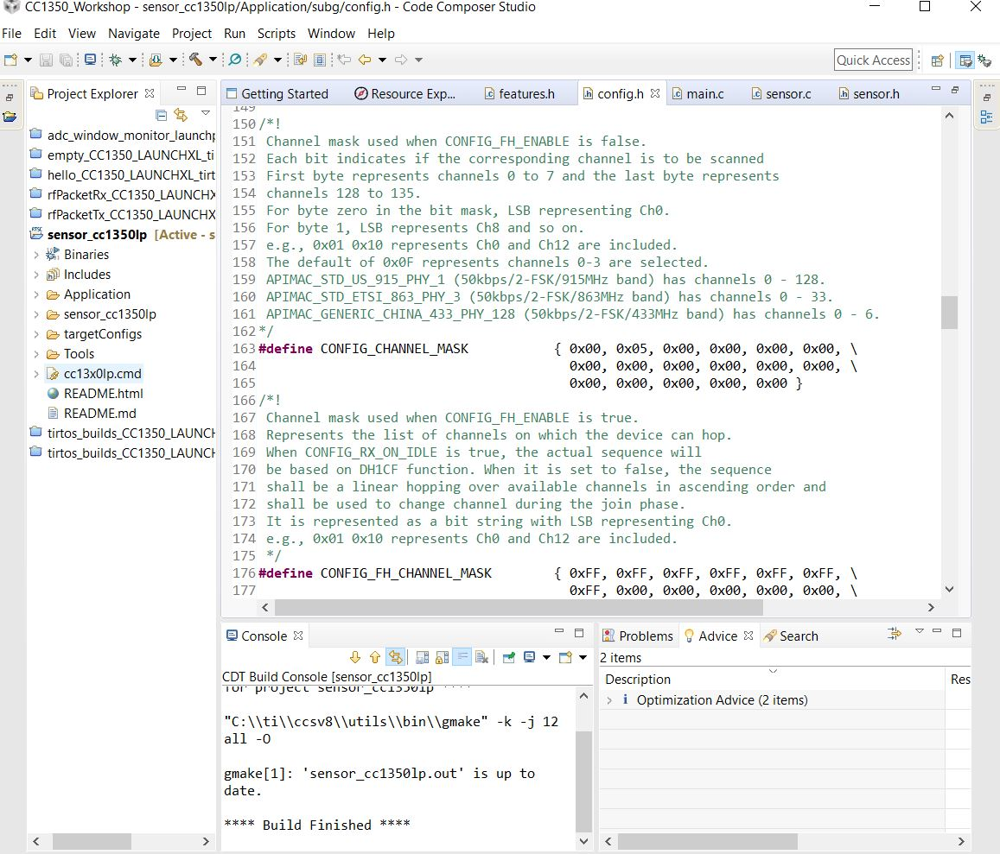 CC1350_Workshop - sensor_cc1350lp/Application/subg/config.h - Code Composer Studio
File Edit View Navigate Project Run Scripts Window Help
Quick Access
Project Explorer
adc_window_monitor_launchp
empty_CC1350_LAUNCHXL_ti
hello_CC1350_LAUNCHXL_tirt
rfPacketRx_CC1350_LAUNCHX
rfPacketTx_CC1350_LAUNCHX
sensor_cc1350lp [Active - s
Binaries
Includes
Application
sensor_cc1350lp
targetConfigs
Tools
cc13x0lp.cmd
README.html
README.md
tirtos_builds_CC1350_LAUNCH
tirtos_builds_CC1350_LAUNCH
Getting Started Resource Exp... features.h config.h main.c sensor.c sensor.h
149
150 /*!
151 Channel mask used when CONFIG_FH_ENABLE is false.
152 Each bit indicates if the corresponding channel is to be scanned
153 First byte represents channels 0 to 7 and the last byte represents
154 channels 128 to 135.
155 For byte zero in the bit mask, LSB representing Ch0.
156 For byte 1, LSB represents Ch8 and so on.
157 e.g., 0x01 0x10 represents Ch0 and Ch12 are included.
158 The default of 0x0F represents channels 0-3 are selected.
159 APIMAC_STD_US_915_PHY_1 (50kbps/2-FSK/915MHz band) has channels 0 - 128.
160 APIMAC_STD_ETSI_863_PHY_3 (50kbps/2-FSK/863MHz band) has channels 0 - 33.
161 APIMAC_GENERIC_CHINA_433_PHY_128 (50kbps/2-FSK/433MHz band) has channels 0 - 6.
162 */
163 #define CONFIG_CHANNEL_MASK { 0x00, 0x05, 0x00, 0x00, 0x00, 0x00, \
164 0x00, 0x00, 0x00, 0x00, 0x00, 0x00, \
165 0x00, 0x00, 0x00, 0x00, 0x00 }
166 /*!
167 Channel mask used when CONFIG_FH_ENABLE is true.
168 Represents the list of channels on which the device can hop.
169 When CONFIG_RX_ON_IDLE is true, the actual sequence will
170 be based on DH1CF function. When it is set to false, the sequence
171 shall be a linear hopping over available channels in ascending order and
172 shall be used to change channel during the join phase.
173 It is represented as a bit string with LSB representing Ch0.
174 e.g., 0x01 0x10 represents Ch0 and Ch12 are included.
175 */
176 #define CONFIG_FH_CHANNEL_MASK { 0xFF, 0xFF, 0xFF, 0xFF, 0xFF, 0xFF, \
177 0xFF, 0x00, 0x00, 0x00, 0x00, 0x00, \
Console
CDT Build Console [sensor_cc1350lp]
for project sensor_cc1350lp ****
"C:\\ti\\ccsv8\\utils\\bin\\gmake" -k -j 12
all -O
gmake[1]: 'sensor_cc1350lp.out' is up to
date.
**** Build Finished ****
Problems Advice Search
2 items
Description Res
Optimization Advice (2 items)